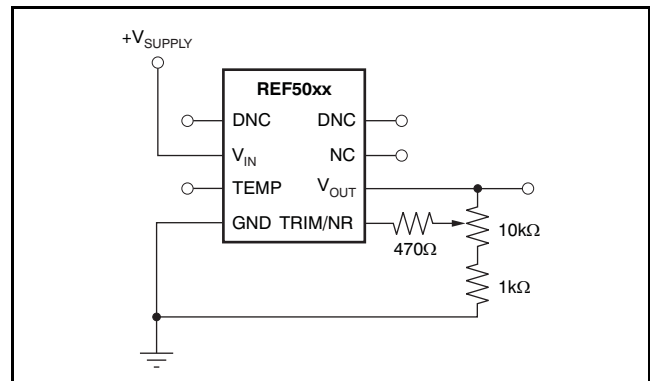 +VSUPPLY
REF50xx
DNC DNC
VIN NC
TEMP VOUT
GND TRIM/NR
10kΩ
470Ω
1kΩ